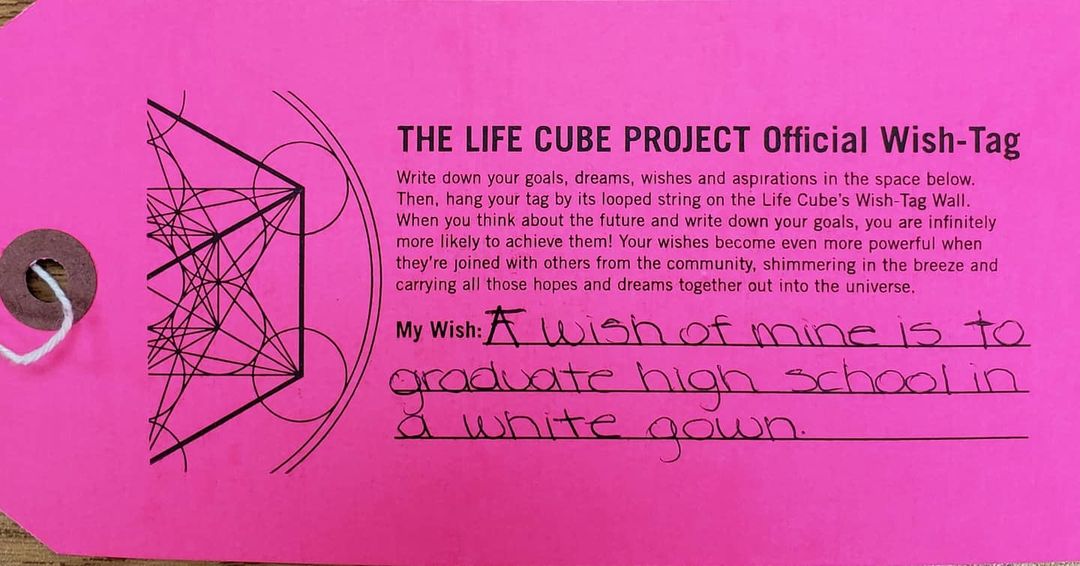 THE LIFE CUBE PROJECT Official Wish-Tag
Write down your goals, dreams, wishes and aspirations in the space below.
Then, hang your tag by its looped string on the Life Cube's Wish-Tag Wall.
When you think about the future and write down your goals, you are infinitely
more likely to achieve them! Your wishes become even more powerful when
they're joined with others from the community, shimmering in the breeze and
carrying all those hopes and dreams together out into the universe.
My Wish: A wish of mine is to
graduate high school in
a white gown.